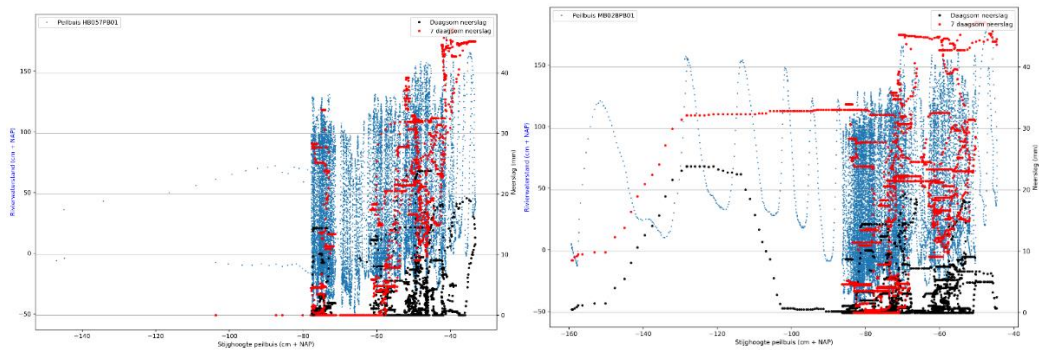 Peilbuis HB057PB01
Daagsom neerslag
7 daagsom neerslag
150
100
50
0
−50
40
30
20
10
0
Rivierwaterstand (cm + NAP)
Neerslag (mm)
−140
−120
−100
−80
−60
−40
Stijghoogte peilbuis (cm + NAP)
Peilbuis MB028PB01
Daagsom neerslag
7 daagsom neerslag
150
100
50
0
−50
40
30
20
10
0
Rivierwaterstand (cm + NAP)
Neerslag (mm)
−160
−140
−120
−100
−80
−60
−40
Stijghoogte peilbuis (cm + NAP)